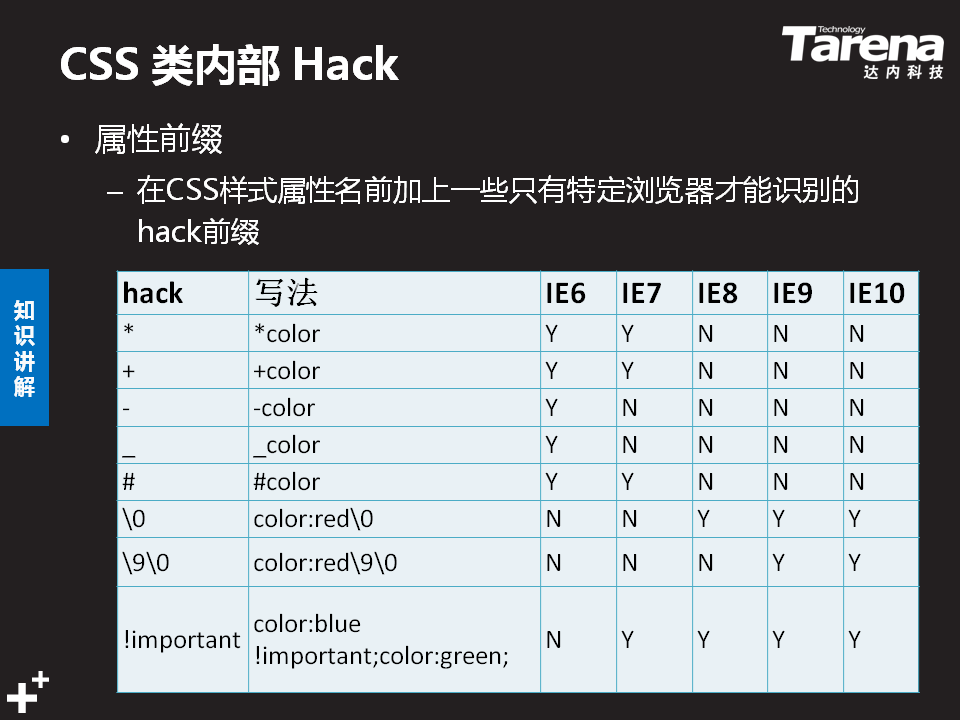 CSS 类内部 Hack
Technology
Tarena
达内科技
• 属性前缀
– 在CSS样式属性名前加上一些只有特定浏览器才能识别的
hack前缀
知
识
讲
解
hack 写法 IE6 IE7 IE8 IE9 IE10
* *color Y Y N N N
+ +color Y Y N N N
- -color Y N N N N
_ _color Y N N N N
# #color Y Y N N N
\0 color:red\0 N N Y Y Y
\9\0 color:red\9\0 N N N Y Y
!important color:blue
!important;color:green; N Y Y Y Y